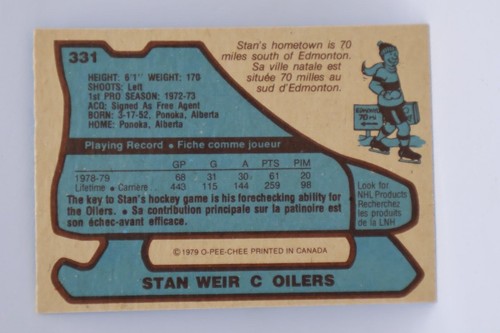 331
HEIGHT: 6'1" WEIGHT: 170
SHOOTS: Left
1st PRO SEASON: 1972-73
ACQ: Signed As Free Agent
BORN: 3-17-52, Ponoka, Alberta
HOME: Ponoka, Alberta
Stan's hometown is 70
miles south of Edmonton.
Sa ville natale est
située 70 milles au
sud d'Edmonton.
EDMONTON
70 MI.
Playing Record • Fiche comme joueur
GP G A PTS PIM
1978-79 68 31 30 61 20
Lifetime • Carrière 443 115 144 259 98
The key to Stan's hockey game is his forechecking ability for
the Oilers. • Sa contribution principale sur la patinoire est
son échec-avant efficace.
Look for
NHL Products
Recherchez
les produits
de la LNH
© 1979 O-PEE-CHEE PRINTED IN CANADA
STAN WEIR C OILERS